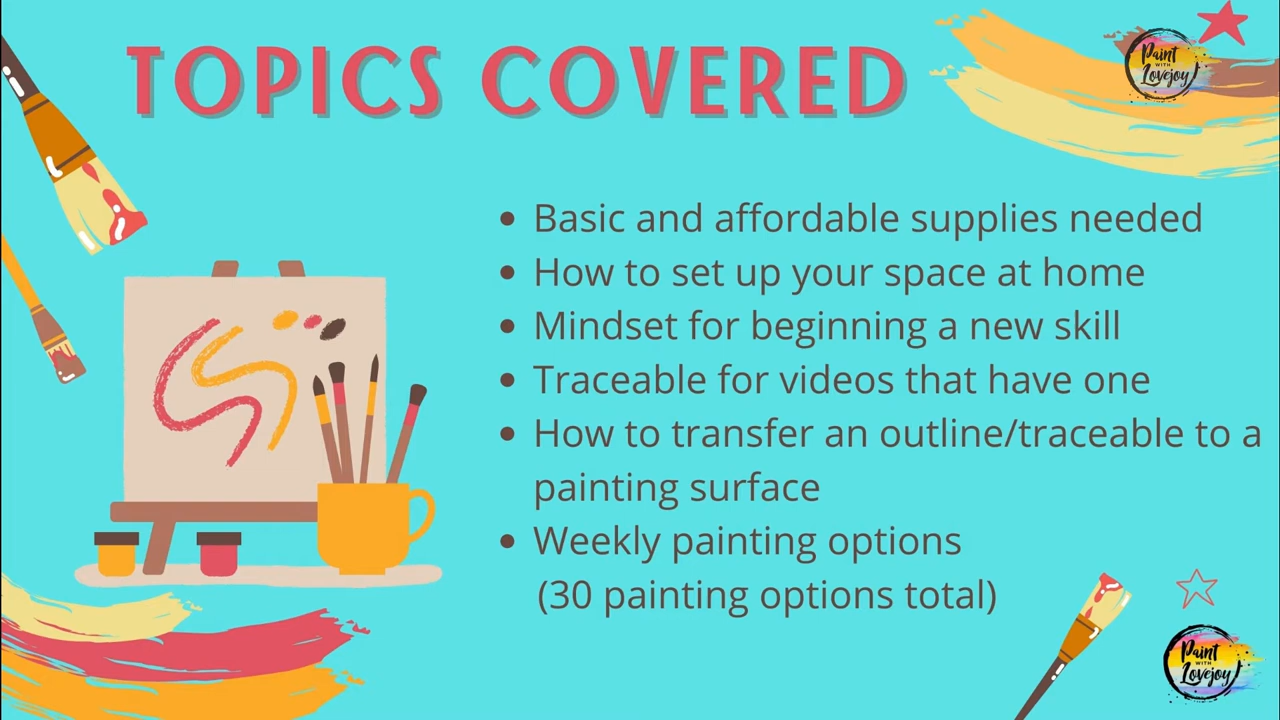 TOPICS COVERED
Paint
WITH
Lovejoy
• Basic and affordable supplies needed
• How to set up your space at home
• Mindset for beginning a new skill
• Traceable for videos that have one
• How to transfer an outline/traceable to a
painting surface
• Weekly painting options
(30 painting options total)
Paint
WITH
Lovejoy